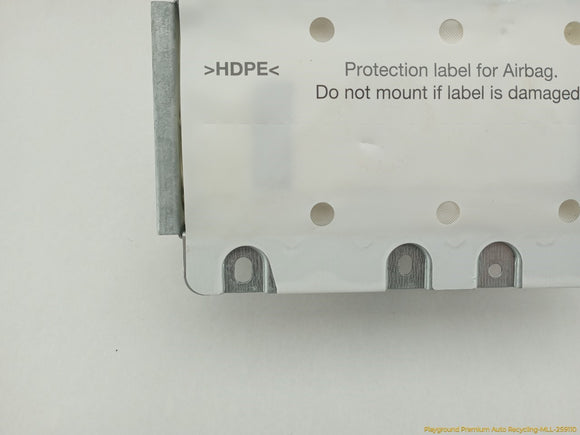 >HDPE<
Protection label for Airbag.
Do not mount if label is damaged
Playground Premium Auto Recycling-MLL-259110